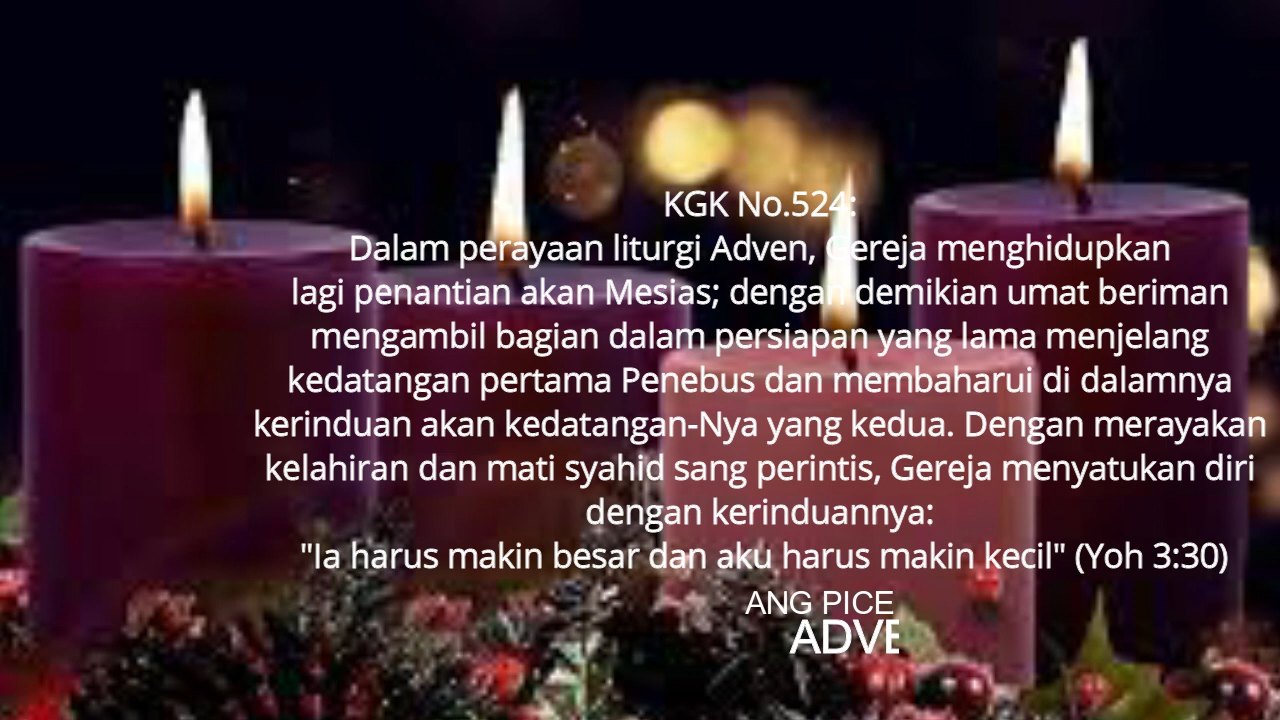 KGK No.524:
Dalam perayaan liturgi Adven, Gereja menghidupkan
lagi penantian akan Mesias; dengan demikian umat beriman
mengambil bagian dalam persiapan yang lama menjelang
kedatangan pertama Penebus dan membaharui di dalamnya
kerinduan akan kedatangan-Nya yang kedua. Dengan merayakan
kelahiran dan mati syahid sang perintis, Gereja menyatukan diri
dengan kerinduannya:
"Ia harus makin besar dan aku harus makin kecil" (Yoh 3:30)
ANG PICE
ADVE